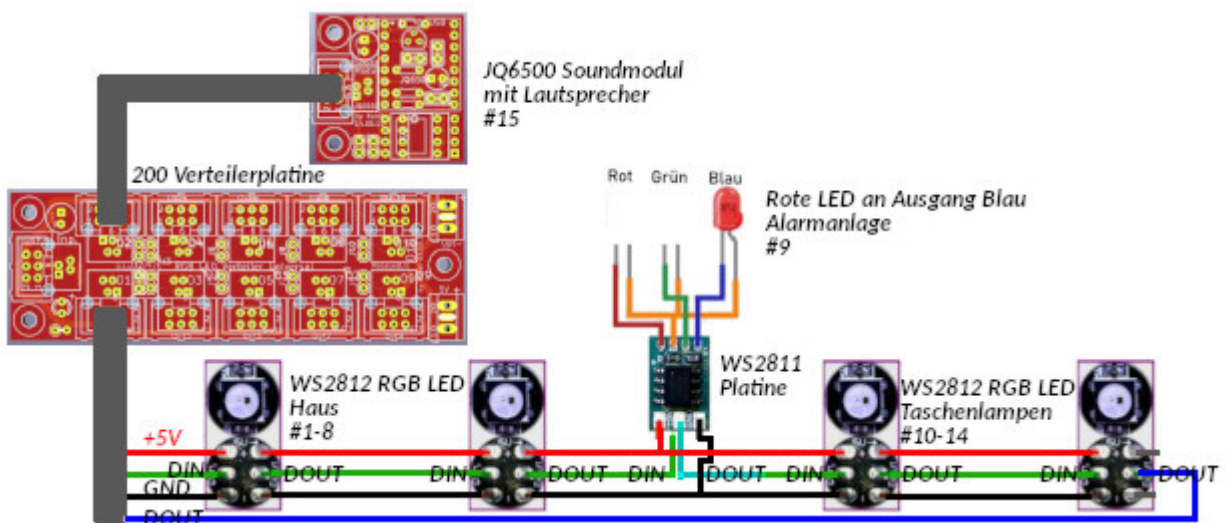 JQ6500 Soundmodul
mit Lautsprecher
#15
200 Verteilerplatine
Rot Grün Blau
Rote LED an Ausgang Blau
Alarmanlage
#9
WS2811
Platine
WS2812 RGB LED
Haus
#1-8
WS2812 RGB LED
Taschenlampen
#10-14
+5V
DIN DOUT DIN DOUT DIN DOUT DIN DOUT DIN DOUT
GND
DOUT